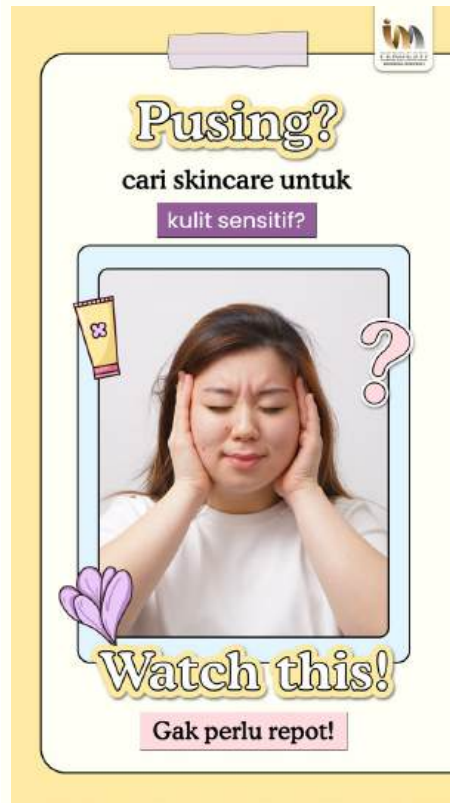 Pusing?
cari skincare untuk
kulit sensitif?
Watch this!
Gak perlu repot!